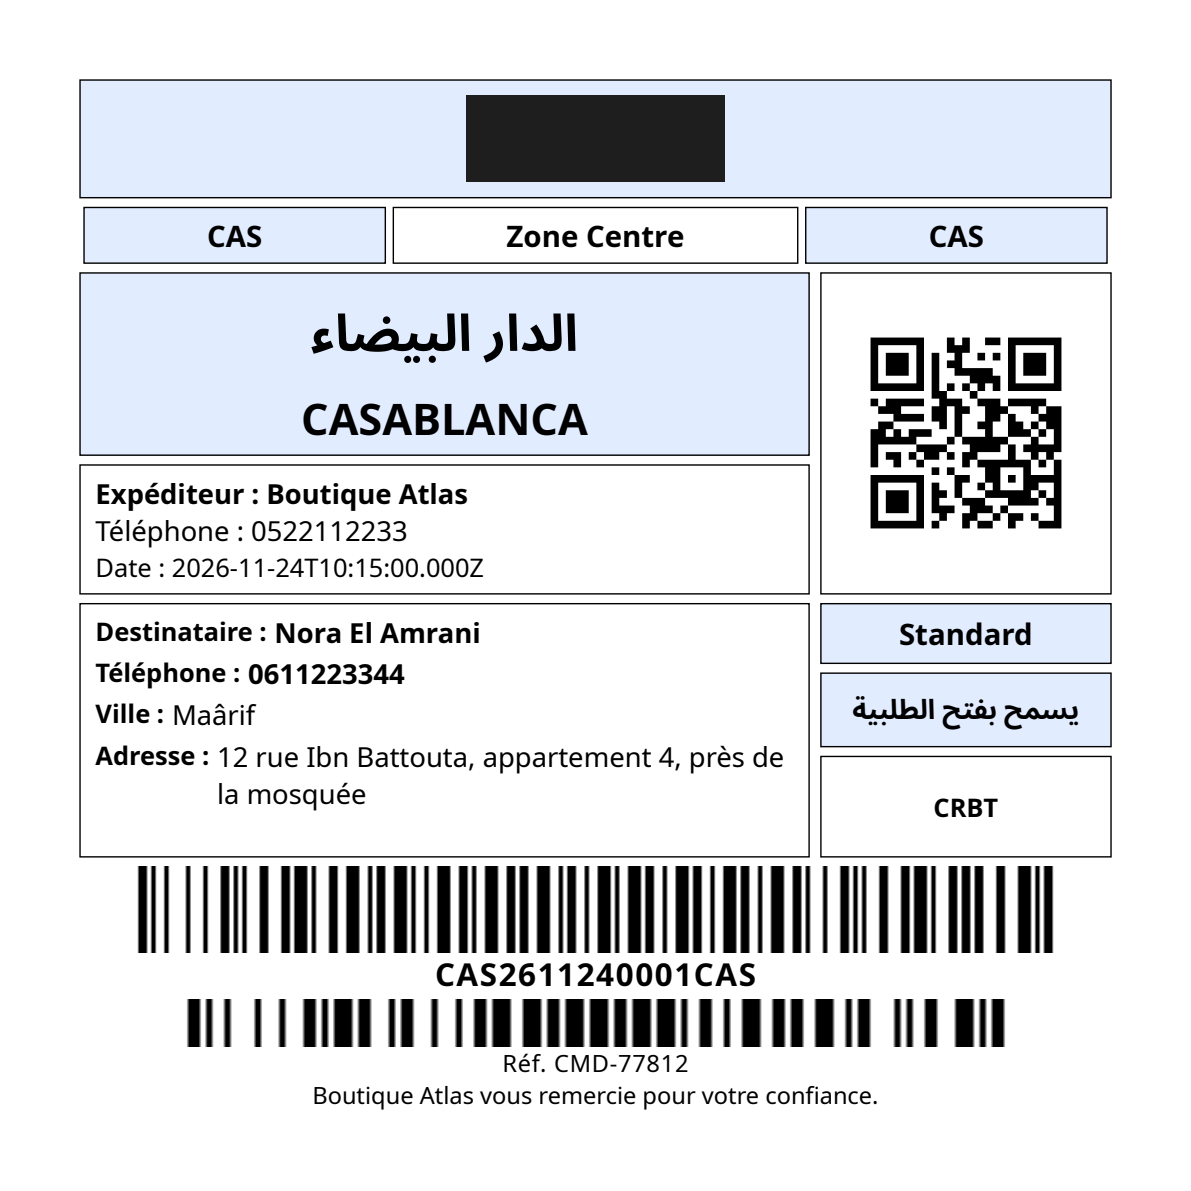 CAS
Zone Centre
CAS
الدار البيضاء
CASABLANCA
Expéditeur : Boutique Atlas
Téléphone : 0522112233
Date : 2026-11-24T10:15:00.000Z
Destinataire : Nora El Amrani
Téléphone : 0611223344
Ville : Maârif
Adresse : 12 rue Ibn Battouta, appartement 4, près de
la mosquée
Standard
يسمح بفتح الطلبية
CRBT
CAS2611240001CAS
Réf. CMD-77812
Boutique Atlas vous remercie pour votre confiance.